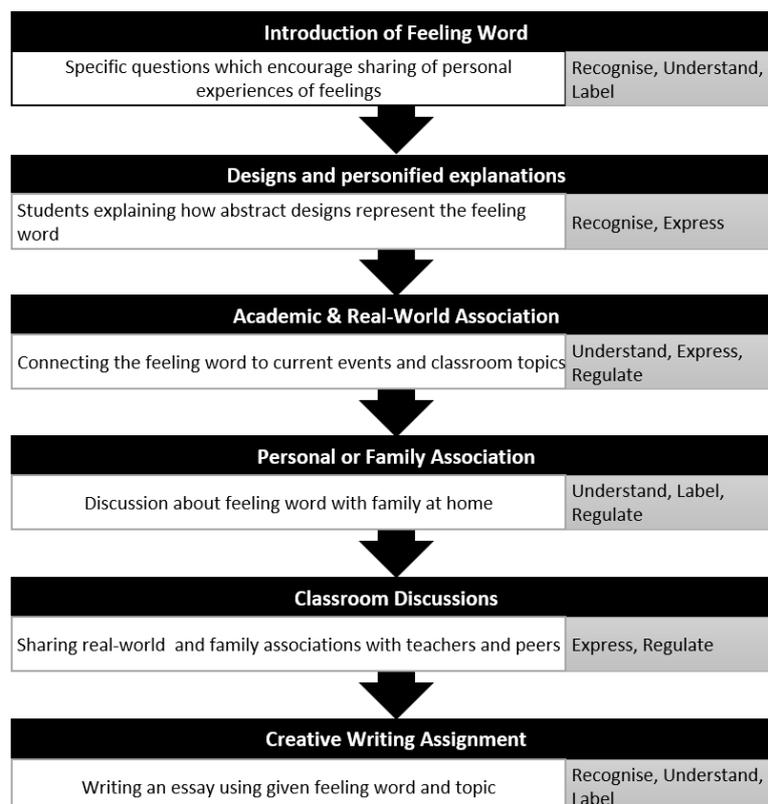 Introduction of Feeling Word
Specific questions which encourage sharing of personal
experiences of feelings
Recognise, Understand,
Label
Designs and personified explanations
Students explaining how abstract designs represent the feeling
word
Recognise, Express
Academic & Real-World Association
Connecting the feeling word to current events and classroom topics
Understand, Express,
Regulate
Personal or Family Association
Discussion about feeling word with family at home
Understand, Label,
Regulate
Classroom Discussions
Sharing real-world  and family associations with teachers and peers
Express, Regulate
Creative Writing Assignment
Writing an essay using given feeling word and topic
Recognise, Understand,
Label